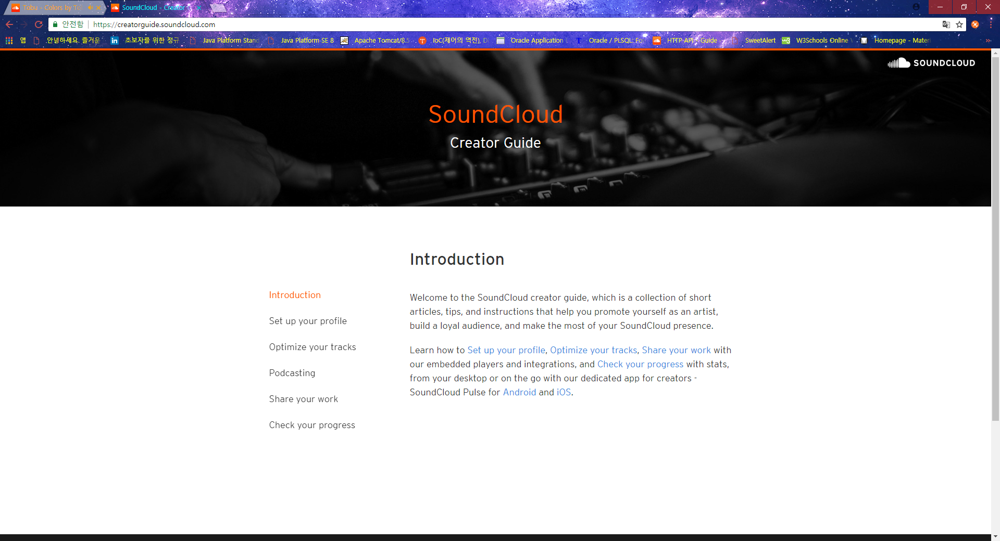 Tobu - Colors by To
SoundCloud - Creator
안전함 https://creatorguide.soundcloud.com
앱 안녕하세요. 즐거운 초보자를 위한 정규 Java Platform Stand Java Platform SE 8 Apache Tomcat/8.5 IoC(제어의 역전), D Oracle Application Oracle / PLSQL: HTTP API - Guide SweetAlert W3Schools Online Homepage - Materi
SOUNDCLOUD
SoundCloud
Creator Guide
Introduction
Set up your profile
Optimize your tracks
Podcasting
Share your work
Check your progress
Introduction
Welcome to the SoundCloud creator guide, which is a collection of short
articles, tips, and instructions that help you promote yourself as an artist,
build a loyal audience, and make the most of your SoundCloud presence.
Learn how to Set up your profile, Optimize your tracks, Share your work with
our embedded players and integrations, and Check your progress with stats,
from your desktop or on the go with our dedicated app for creators -
SoundCloud Pulse for Android and iOS.